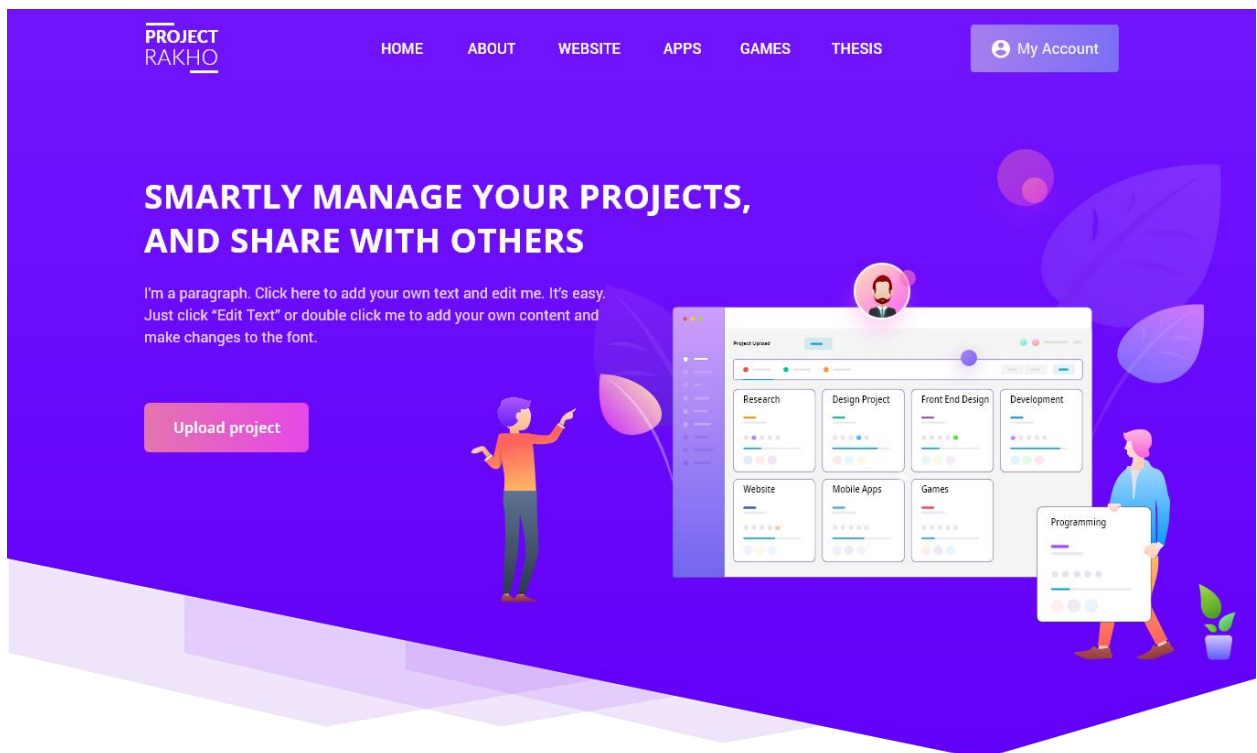 PROJECT
RAKHO
HOME ABOUT WEBSITE APPS GAMES THESIS
My Account
SMARTLY MANAGE YOUR PROJECTS,
AND SHARE WITH OTHERS
I'm a paragraph. Click here to add your own text and edit me. It's easy.
Just click “Edit Text” or double click me to add your own content and
make changes to the font.
Upload project
Project Upload
Research Design Project Front End Design Development
Website Mobile Apps Games
Programming